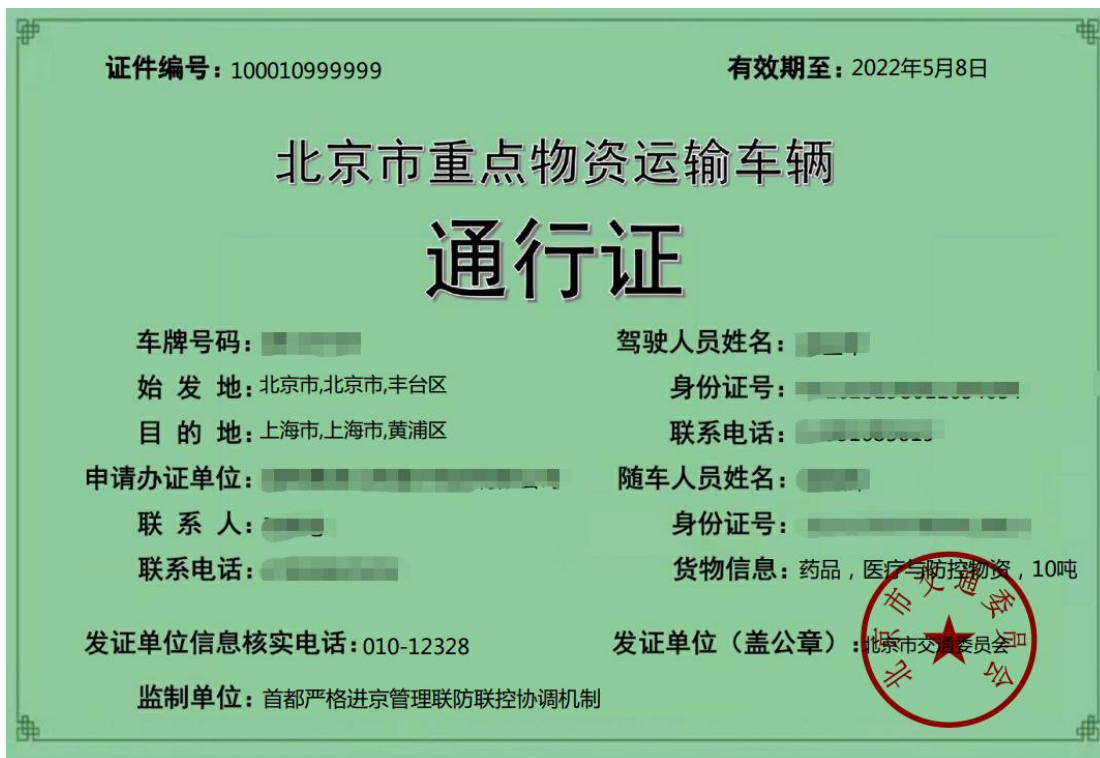 证件编号：100010999999 有效期至：2022年5月8日
北京市重点物资运输车辆
通行证
车牌号码： 驾驶人员姓名：
始 发 地：北京市,北京市,丰台区 身份证号：
目 的 地：上海市,上海市,黄浦区 联系电话：
申请办证单位： 随车人员姓名：
联 系 人： 身份证号：
联系电话： 货物信息：药品，医疗与防控物资，10吨
发证单位信息核实电话：010-12328 发证单位（盖公章）：北京市交通委员会
监制单位：首都严格进京管理联防联控协调机制
北京市交通委员会